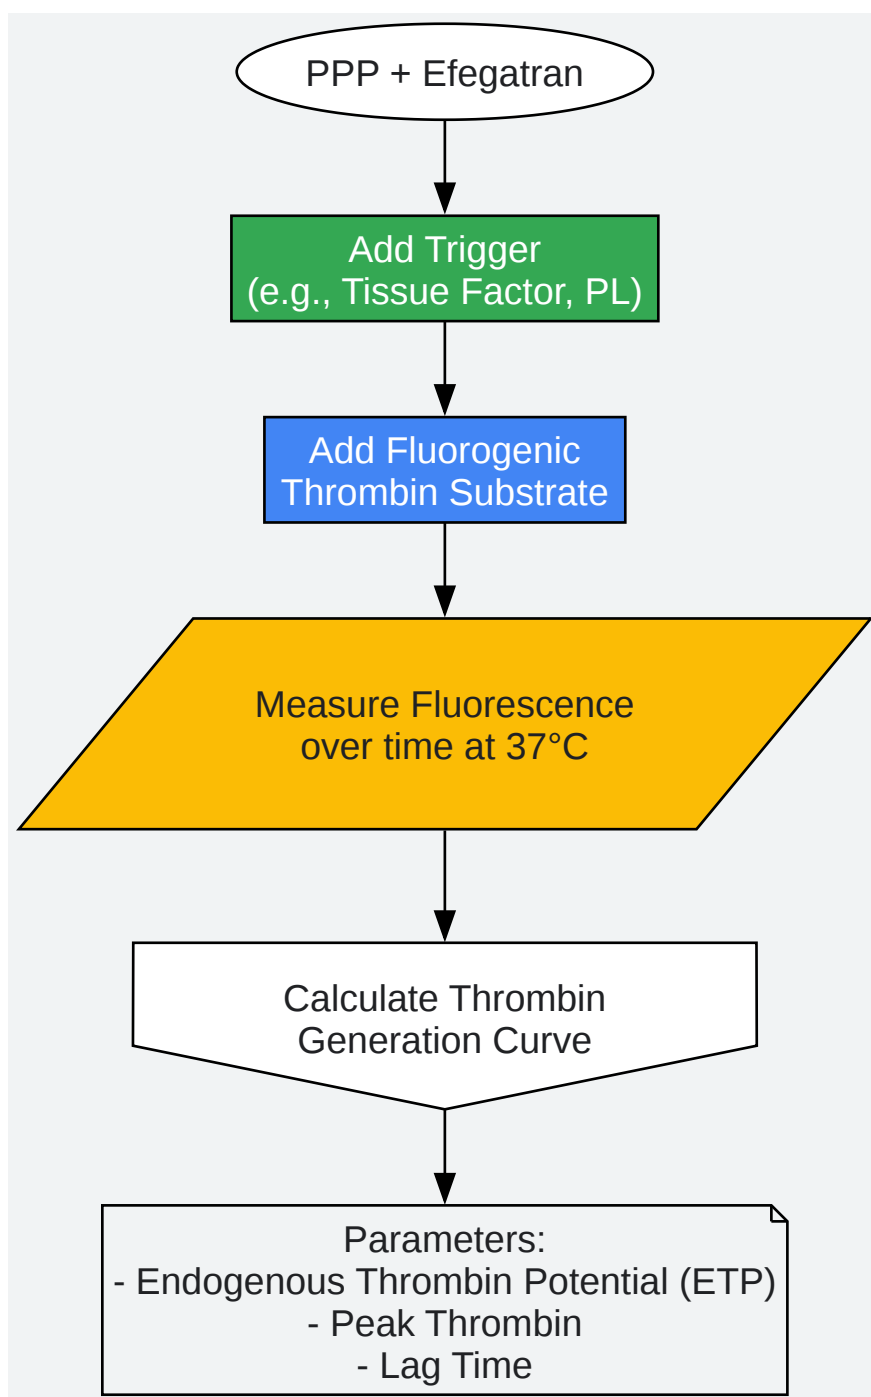 PPP + Efegatran
Add Trigger
(e.g., Tissue Factor, PL)
Add Fluorogenic
Thrombin Substrate
Measure Fluorescence
over time at 37°C
Calculate Thrombin
Generation Curve
Parameters:
- Endogenous Thrombin Potential (ETP)
- Peak Thrombin
- Lag Time